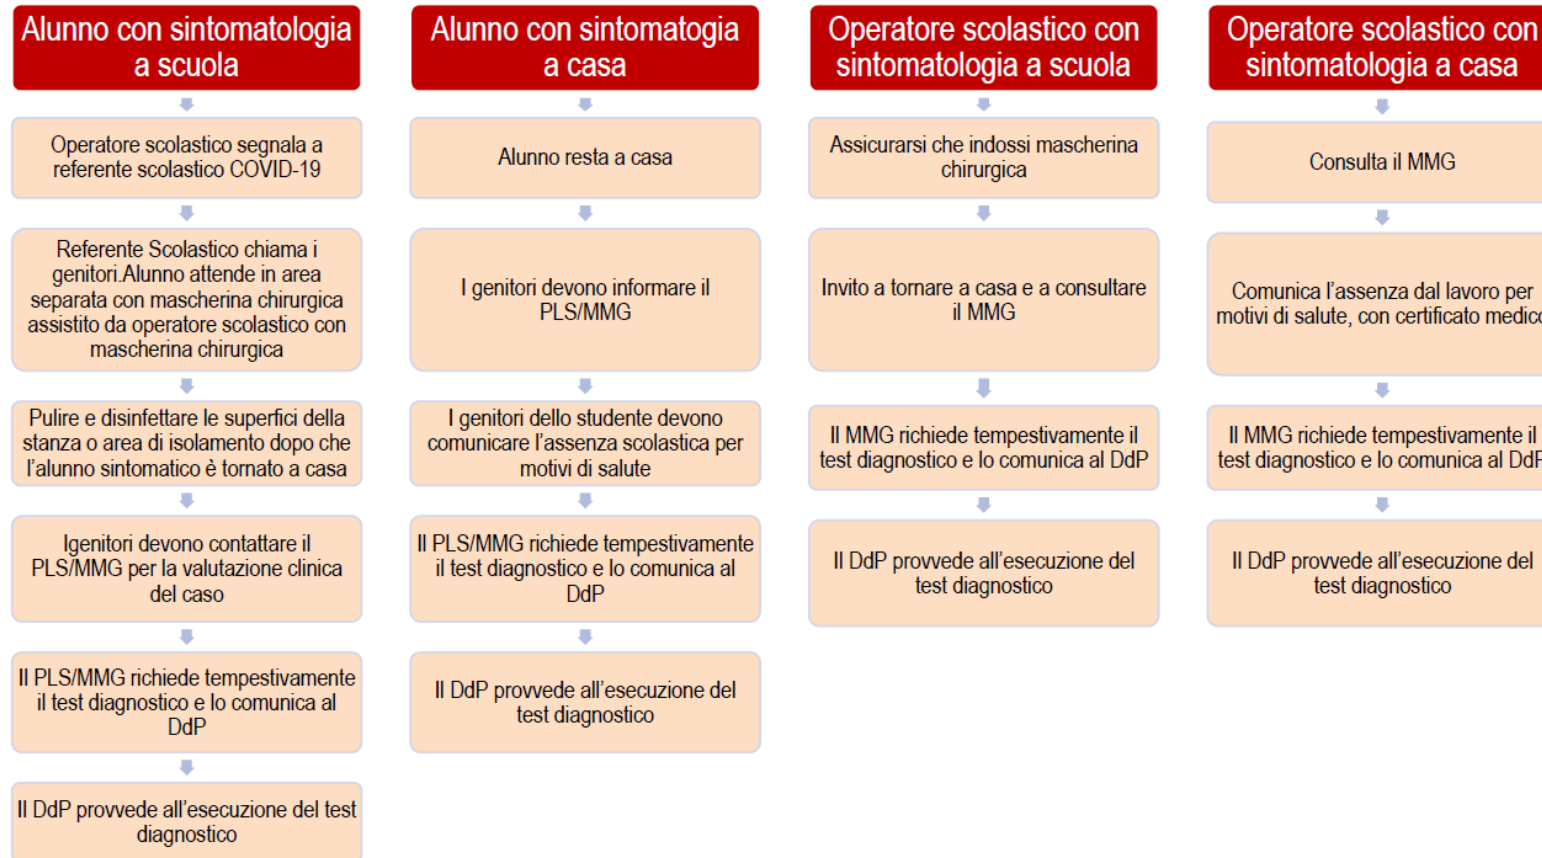 Alunno con sintomatologia
a scuola
Operatore scolastico segnala a
referente scolastico COVID-19
Referente Scolastico chiama i
genitori.Alunno attende in area
separata con mascherina chirurgica
assistito da operatore scolastico con
mascherina chirurgica
Pulire e disinfettare le superfici della
stanza o area di isolamento dopo che
l'alunno sintomatico è tornato a casa
Igenitori devono contattare il
PLS/MMG per la valutazione clinica
del caso
Il PLS/MMG richiede tempestivamente
il test diagnostico e lo comunica al
DdP
Il DdP provvede all'esecuzione del test
diagnostico
Alunno con sintomatogia
a casa
Alunno resta a casa
I genitori devono informare il
PLS/MMG
I genitori dello studente devono
comunicare l'assenza scolastica per
motivi di salute
Il PLS/MMG richiede tempestivamente
il test diagnostico e lo comunica al
DdP
Il DdP provvede all'esecuzione del
test diagnostico
Operatore scolastico con
sintomatologia a scuola
Assicurarsi che indossi mascherina
chirurgica
Invito a tornare a casa e a consultare
il MMG
Il MMG richiede tempestivamente il
test diagnostico e lo comunica al DdP
Il DdP provvede all'esecuzione del
test diagnostico
Operatore scolastico con
sintomatologia a casa
Consulta il MMG
Comunica l'assenza dal lavoro per
motivi di salute, con certificato medico
Il MMG richiede tempestivamente il
test diagnostico e lo comunica al DdP
Il DdP provvede all'esecuzione del
test diagnostico